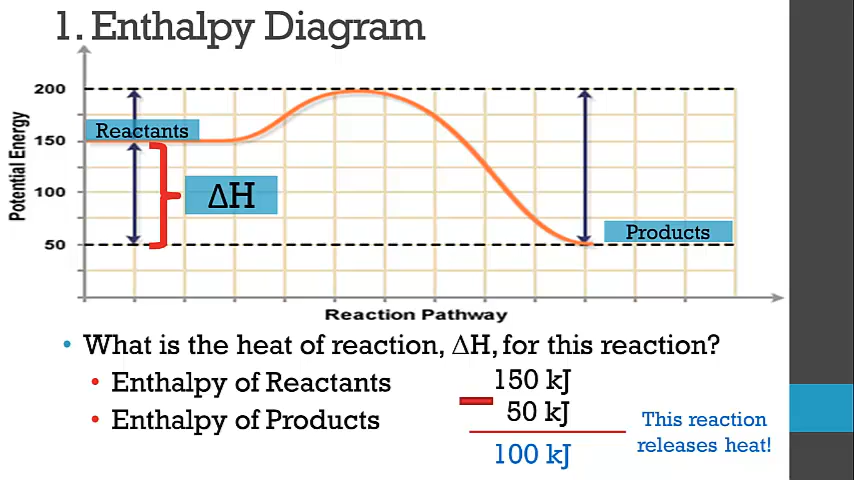 1. Enthalpy Diagram
Potential Energy
200
150
100
50
Reactants
ΔH
Products
Reaction Pathway
• What is the heat of reaction, ΔH, for this reaction?
• Enthalpy of Reactants 150 kJ
• Enthalpy of Products 50 kJ
100 kJ
This reaction
releases heat!